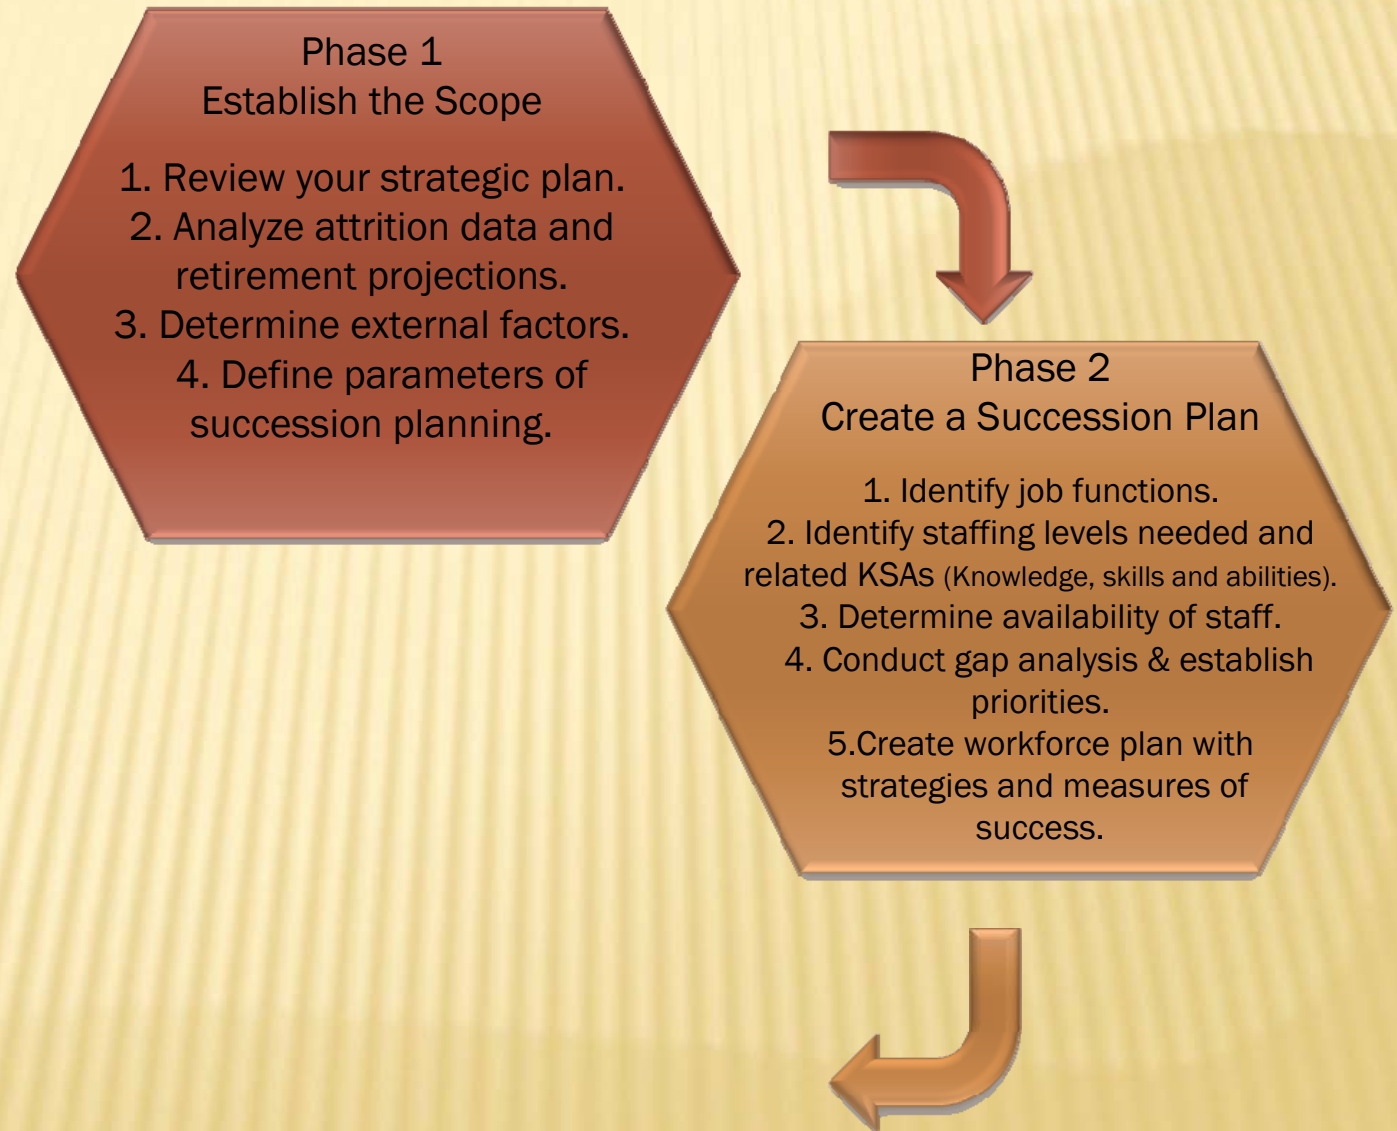 Phase 1
Establish the Scope
1. Review your strategic plan.
2. Analyze attrition data and
retirement projections.
3. Determine external factors.
4. Define parameters of
succession planning.
Phase 2
Create a Succession Plan
1. Identify job functions.
2. Identify staffing levels needed and
related KSAs (Knowledge, skills and abilities).
3. Determine availability of staff.
4. Conduct gap analysis & establish
priorities.
5.Create workforce plan with
strategies and measures of
success.